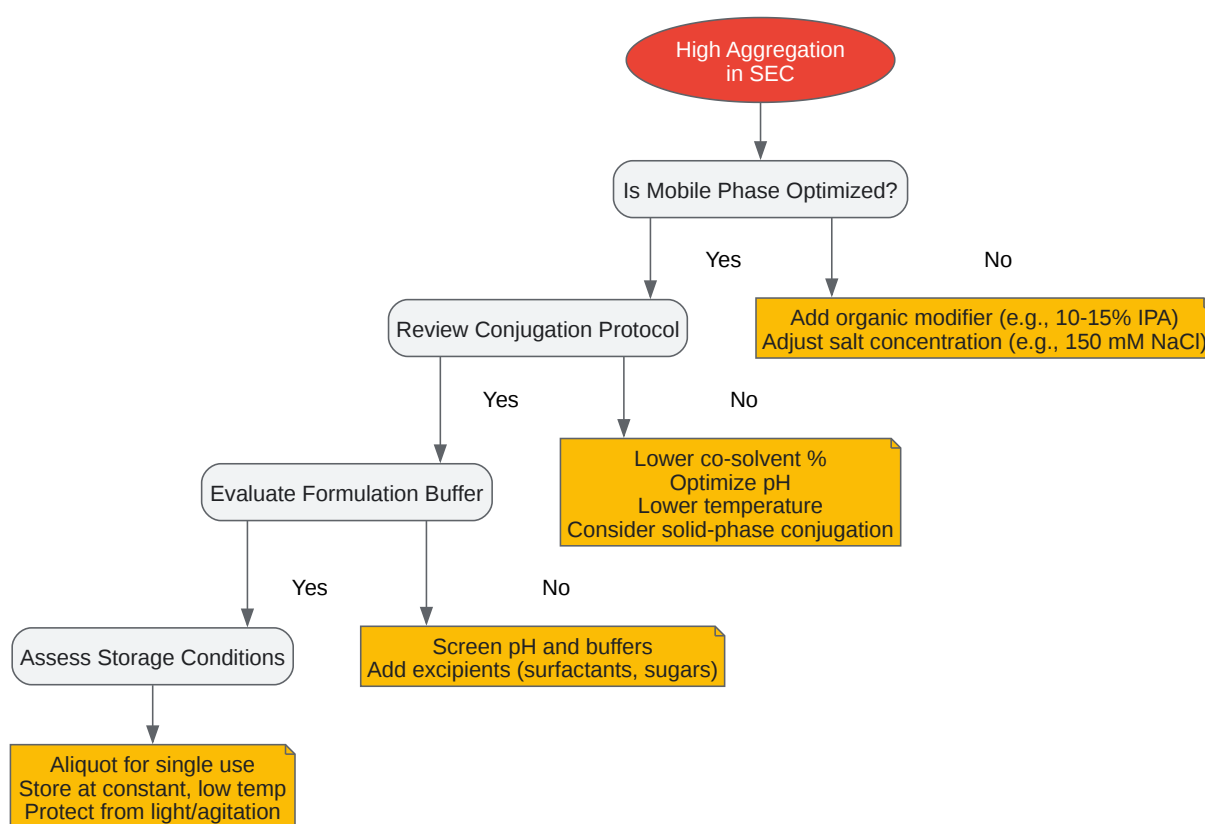 High Aggregation
in SEC
Is Mobile Phase Optimized?
Yes
No
Review Conjugation Protocol
Add organic modifier (e.g., 10-15% IPA)
Adjust salt concentration (e.g., 150 mM NaCl)
Yes
No
Evaluate Formulation Buffer
Lower co-solvent %
Optimize pH
Lower temperature
Consider solid-phase conjugation
Yes
No
Assess Storage Conditions
Screen pH and buffers
Add excipients (surfactants, sugars)
Aliquot for single use
Store at constant, low temp
Protect from light/agitation